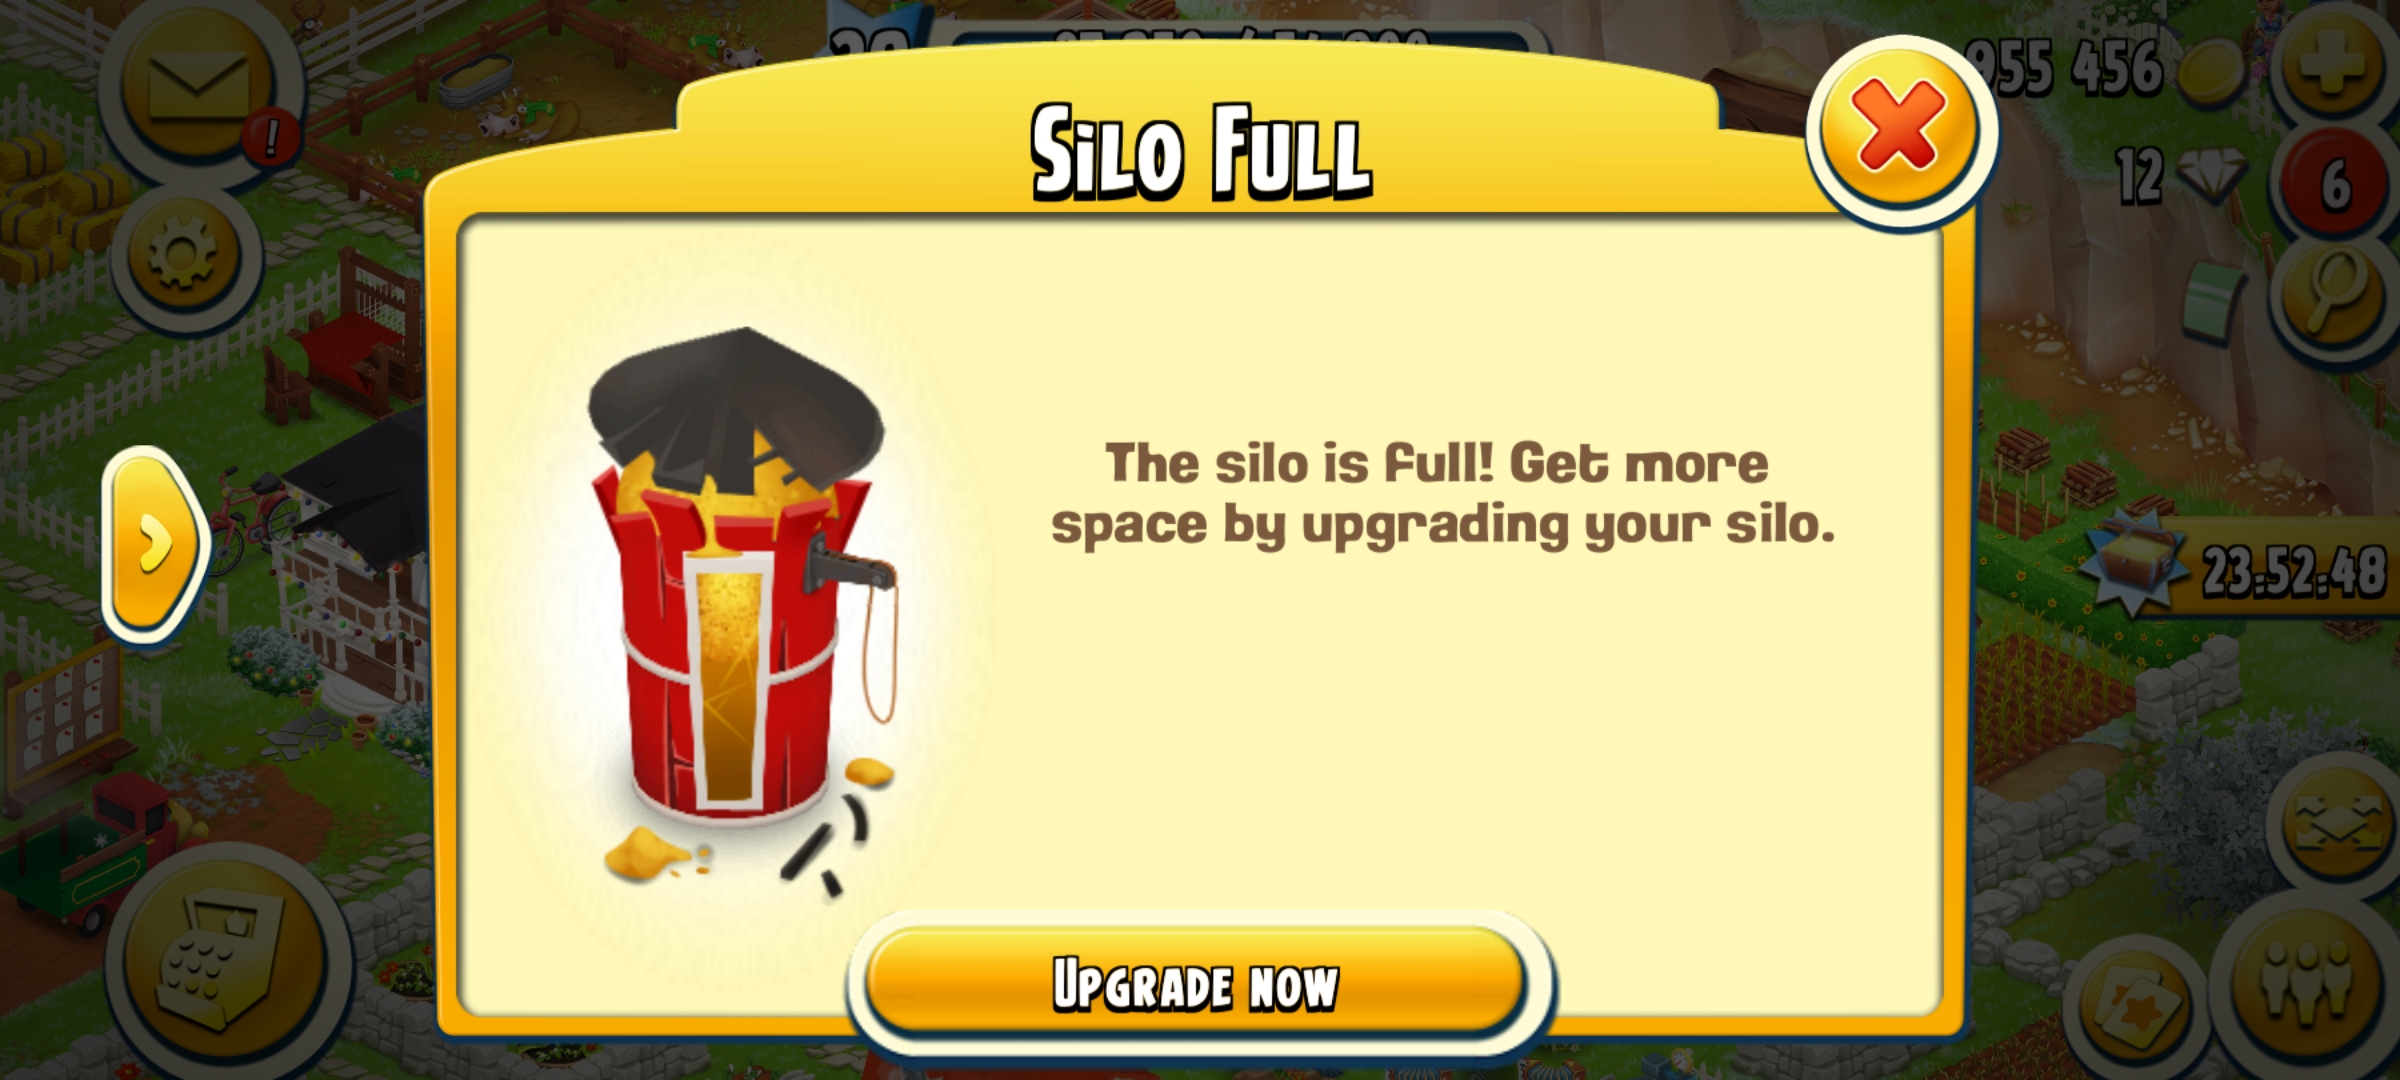 955 456
Silo Full
12
6
The silo is full! Get more
space by upgrading your silo.
23:52:48
Upgrade now